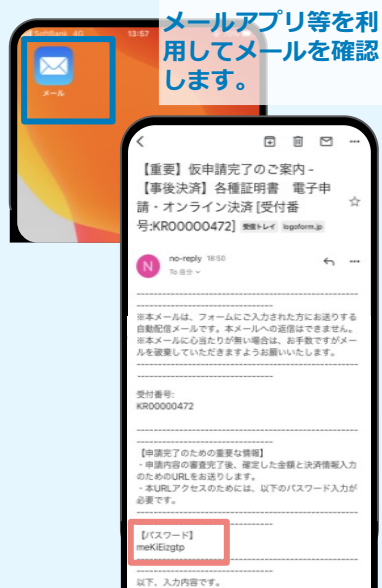 メールアプリ等を利
用してメールを確認
します。
SoftBank 4G
13:57
メール
【重要】仮申請完了のご案内 -
【事後決済】各種証明書　電子申
請・オンライン決済 [受付番
号:KR00000472] 受信トレイ logoform.jp
N
no-reply 18:50
To 自分
※本メールは、フォームにご入力された方にお送りする
自動配信メールです。本メールへの返信はできません。
※本メールに心当たりが無い場合は、お手数ですがメー
ルを破棄していただきますようお願いいたします。
受付番号:
KR00000472
【申請完了のための重要な情報】
・申請内容の審査完了後、確定した金額と決済情報入力
のためのURLをお送りします。
・本URLアクセスのためには、以下のパスワード入力が
必要です。
【パスワード】
meKiEizgtp
以下、入力内容です。